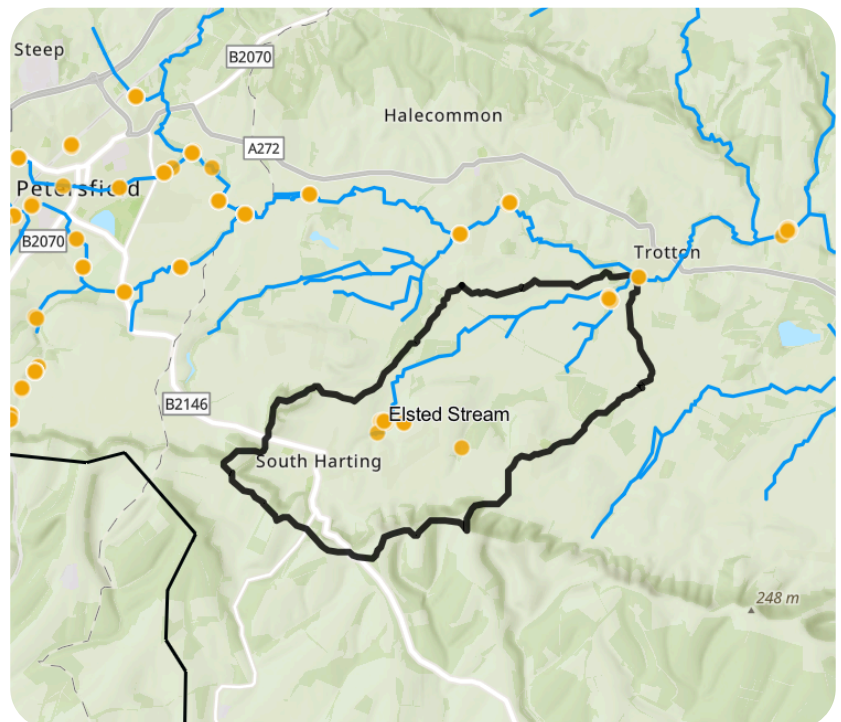 Steep
B2070
Halecommon
A272
Petersfield
B2070
Trotton
B2146
Elsted Stream
South Harting
248 m